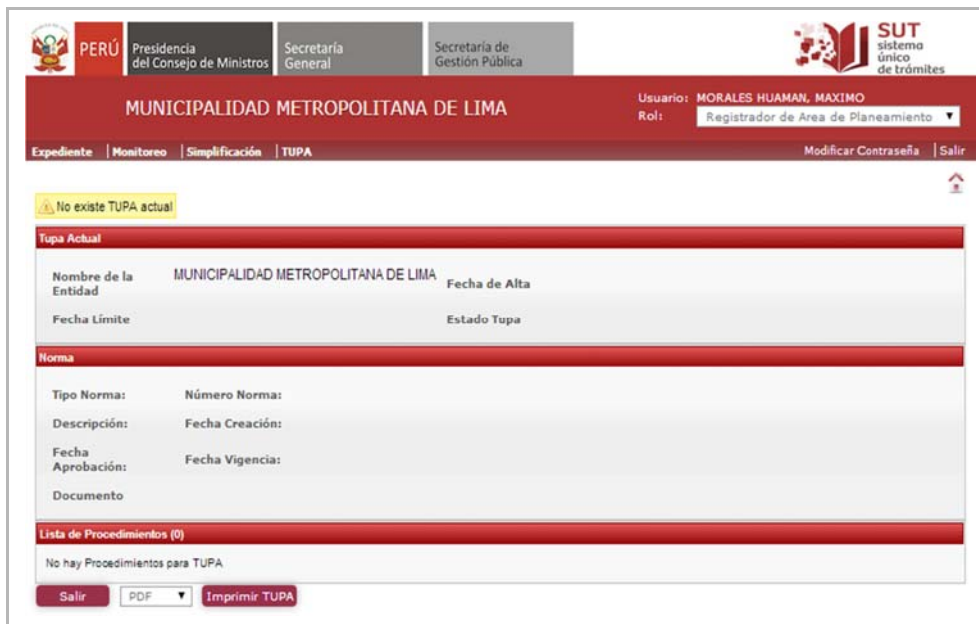 PERÚ Presidencia del Consejo de Ministros Secretaría General Secretaría de Gestión Pública
SUT
sistema
único
de trámites
MUNICIPALIDAD METROPOLITANA DE LIMA
Usuario: MORALES HUAMAN, MAXIMO
Rol: Registrador de Area de Planeamiento
Expediente | Monitoreo | Simplificación | TUPA Modificar Contraseña | Salir
No existe TUPA actual
Tupa Actual
Nombre de la Entidad MUNICIPALIDAD METROPOLITANA DE LIMA Fecha de Alta
Fecha Límite Estado Tupa
Norma
Tipo Norma: Número Norma:
Descripción: Fecha Creación:
Fecha Aprobación: Fecha Vigencia:
Documento
Lista de Procedimientos (0)
No hay Procedimientos para TUPA
Salir PDF Imprimir TUPA